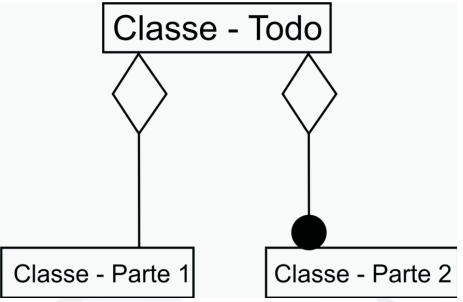 Classe - Todo
Classe - Parte 1
Classe - Parte 2